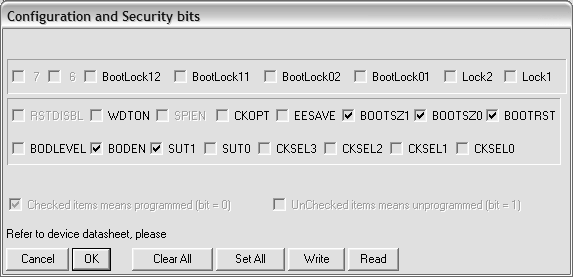 Configuration and Security bits
7 6 BootLock12 BootLock11 BootLock02 BootLock01 Lock2 Lock1
RSTDISBL WDTON SPIEN CKOPT EESAVE BOOTSZ1 BOOTSZ0 BOOTRST
BODLEVEL BODEN SUT1 SUT0 CKSEL3 CKSEL2 CKSEL1 CKSEL0
Checked items means programmed (bit = 0) UnChecked items means unprogrammed (bit = 1)
Refer to device datasheet, please
Cancel OK Clear All Set All Write Read